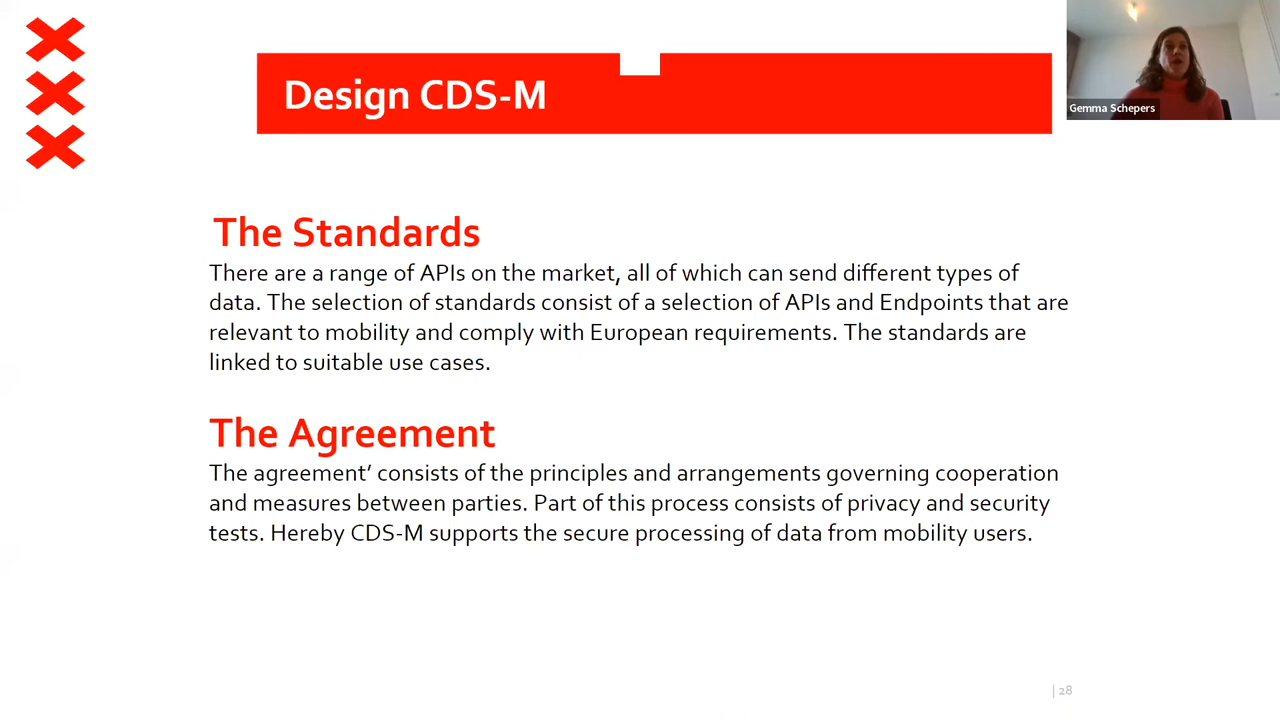 Design CDS-M
Gemma Schepers
The Standards
There are a range of APIs on the market, all of which can send different types of
data. The selection of standards consist of a selection of APIs and Endpoints that are
relevant to mobility and comply with European requirements. The standards are
linked to suitable use cases.
The Agreement
The agreement’ consists of the principles and arrangements governing cooperation
and measures between parties. Part of this process consists of privacy and security
tests. Hereby CDS-M supports the secure processing of data from mobility users.
| 28